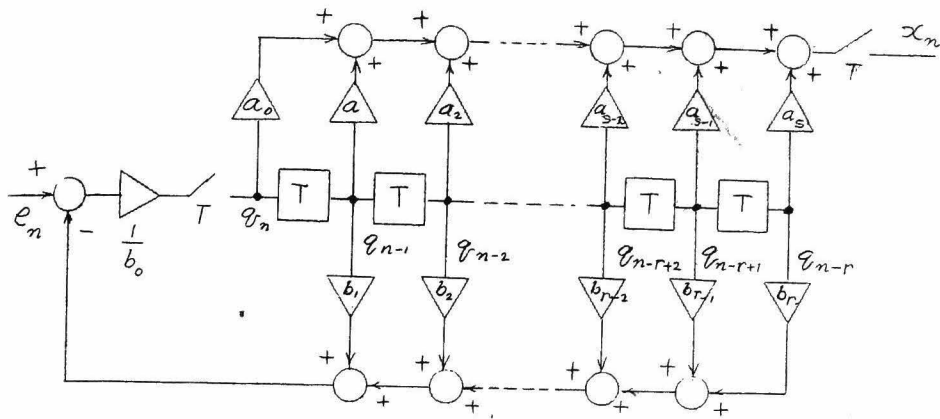 + + + + + + x_n
+ + + + + T
a_0 a a_2 a_{s-2} a_{s-1} a_s
+ T T T T
e_n - 1/b_0 T q_n q_{n-1} q_{n-2} q_{n-r+2} q_{n-r+1} q_{n-r}
b_1 b_2 b_{r-2} b_{r-1} b_r
+ + + +
+ + + +